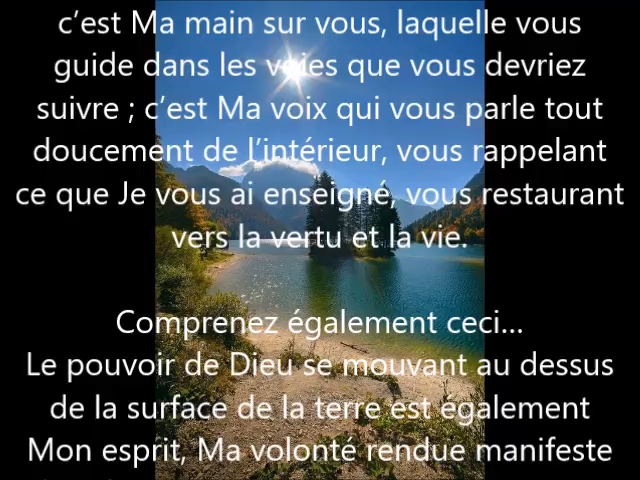 c’est Ma main sur vous, laquelle vous
guide dans les voies que vous devriez
suivre ; c’est Ma voix qui vous parle tout
doucement de l’intérieur, vous rappelant
ce que Je vous ai enseigné, vous restaurant
vers la vertu et la vie.
Comprenez également ceci…
Le pouvoir de Dieu se mouvant au dessus
de la surface de la terre est également
Mon esprit, Ma volonté rendue manifeste